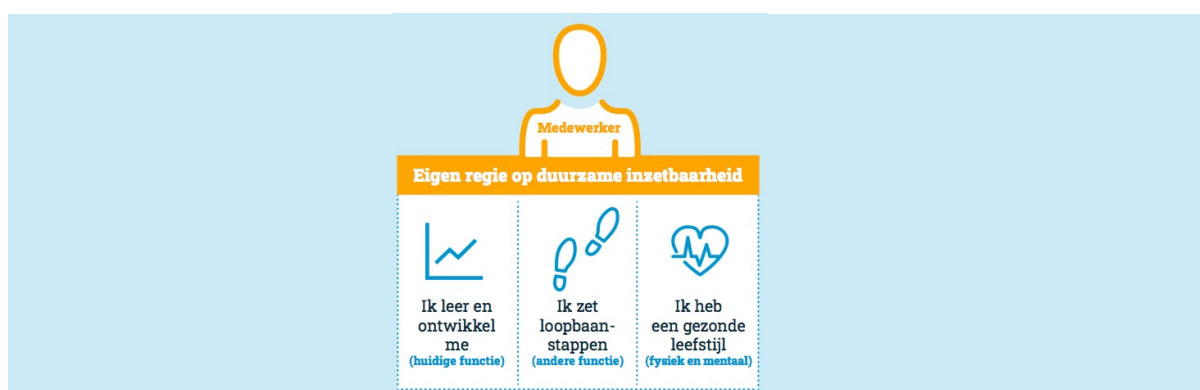 Medewerker
Eigen regie op duurzame inzetbaarheid
Ik leer en
ontwikkel
me
(huidige functie)
Ik zet
loopbaan-
stappen
(andere functie)
Ik heb
een gezonde
leefstijl
(fysiek en mentaal)